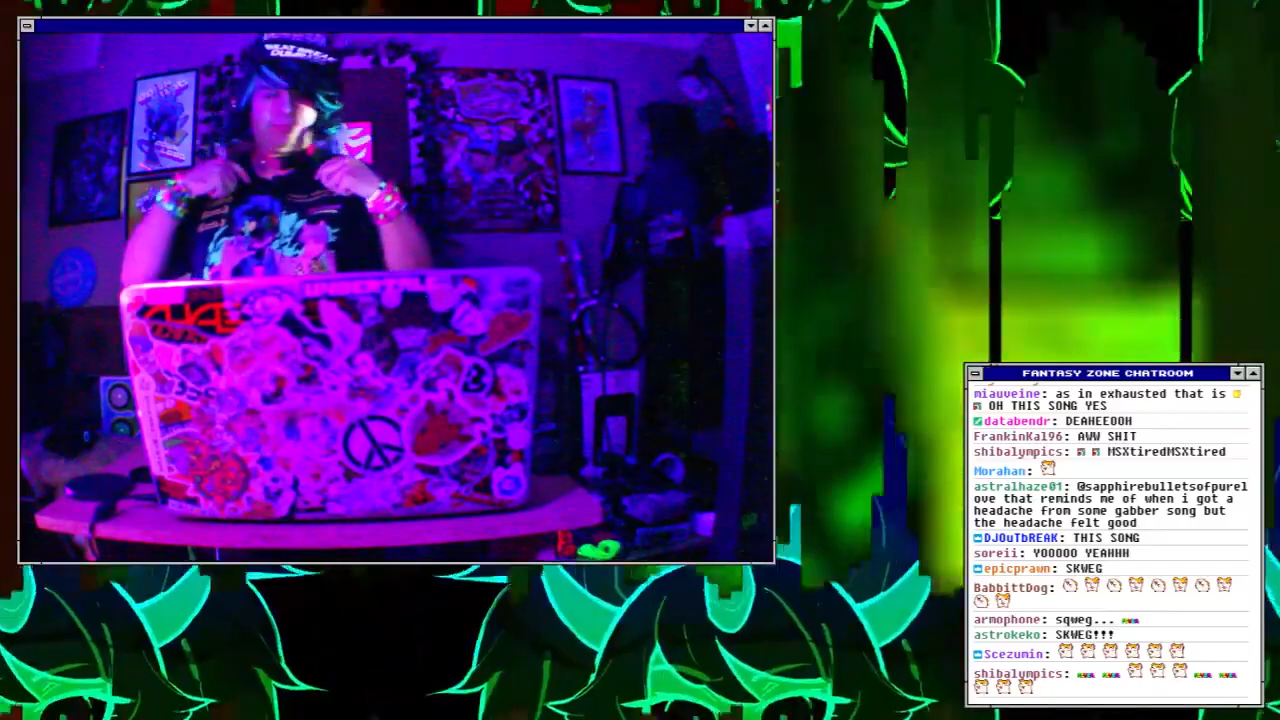 FANTASY ZONE CHATROOM
miauveine: as in exhausted that is
OH THIS SONG YES
databendr: DEAHEEOOH
FrankinKal96: AWW SHIT
shibalympics: MSXtiredMSXtired
Morahan:
astralhaze01: @sapphirebulletsofpurel
ove that reminds me of when i got a
headache from some gabber song but
the headache felt good
DJOuTbREAK: THIS SONG
soreii: YOOOOO YEAHHH
epicprawn: SKWEG
BabbittDog:
armophone: sqweg...
astrokeko: SKWEG!!!
Scezumin:
shibalympics: